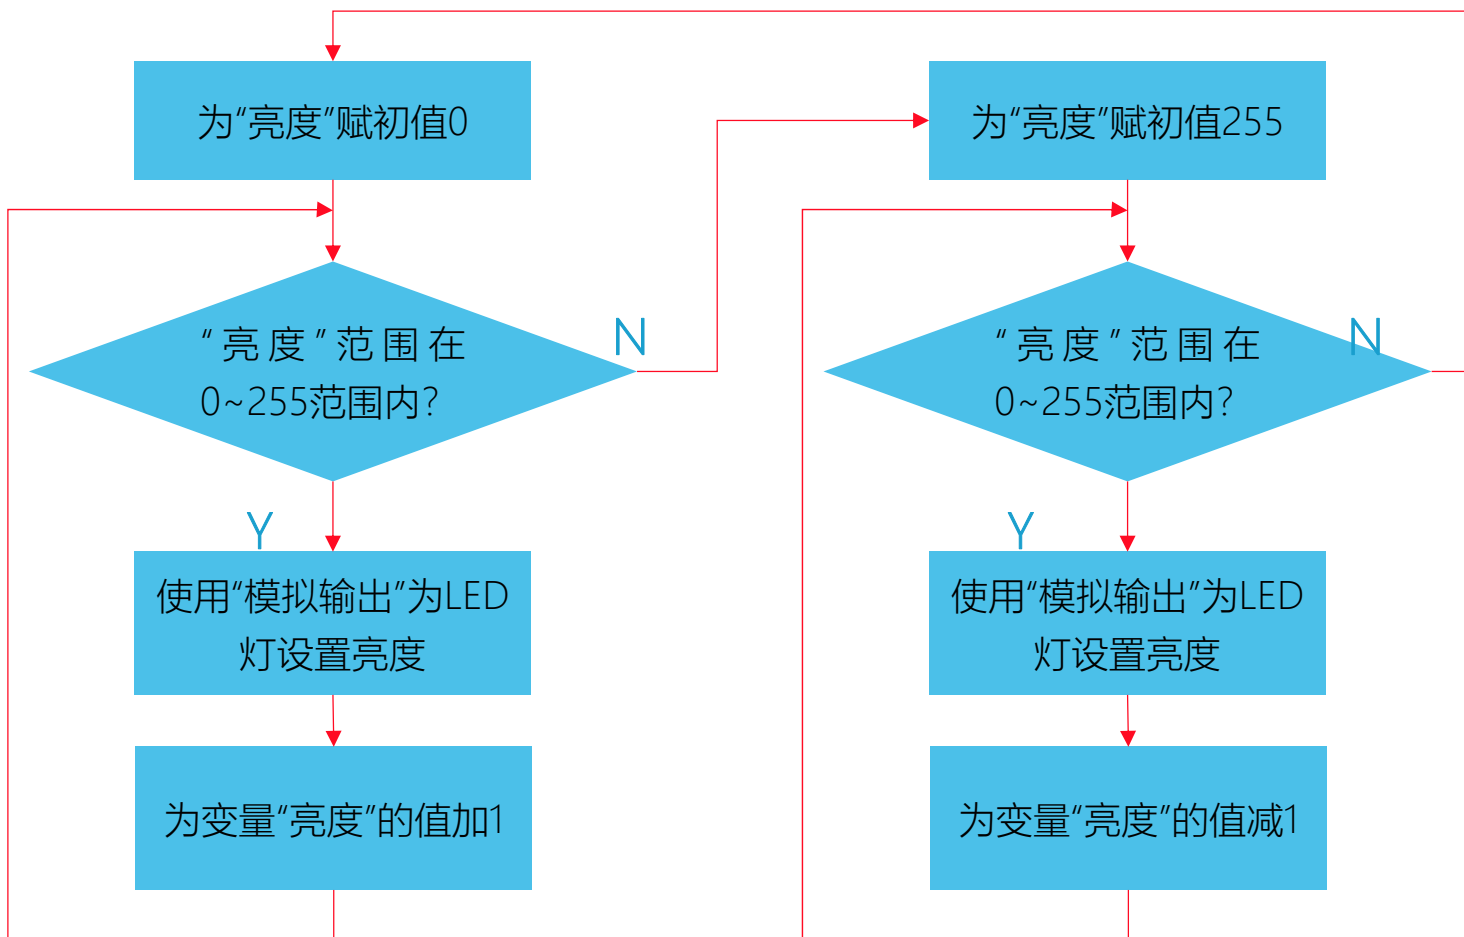 为“亮度”赋初值0
“亮度”范围在
0~255范围内?
N
Y
使用“模拟输出”为LED
灯设置亮度
为变量“亮度”的值加1
为“亮度”赋初值255
“亮度”范围在
0~255范围内?
N
Y
使用“模拟输出”为LED
灯设置亮度
为变量“亮度”的值减1